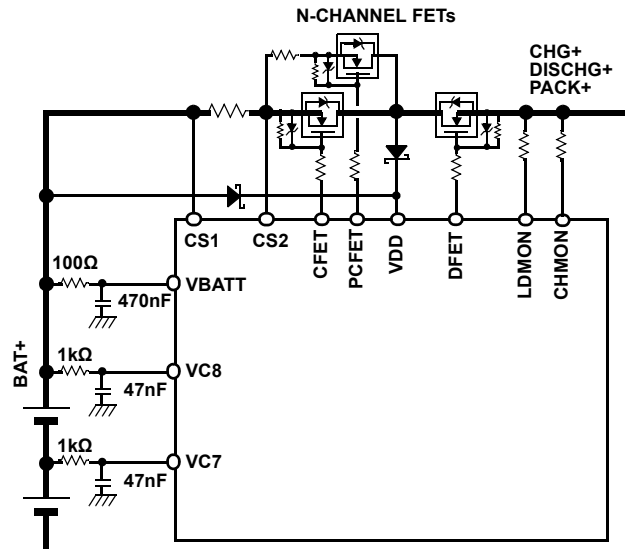 N-CHANNEL FETs
CHG+
DISCHG+
PACK+
CS1
CS2
CFET
PCFET
VDD
DFET
LDMON
CHMON
100Ω
VBATT
470nF
BAT+
1kΩ
VC8
47nF
1kΩ
VC7
47nF